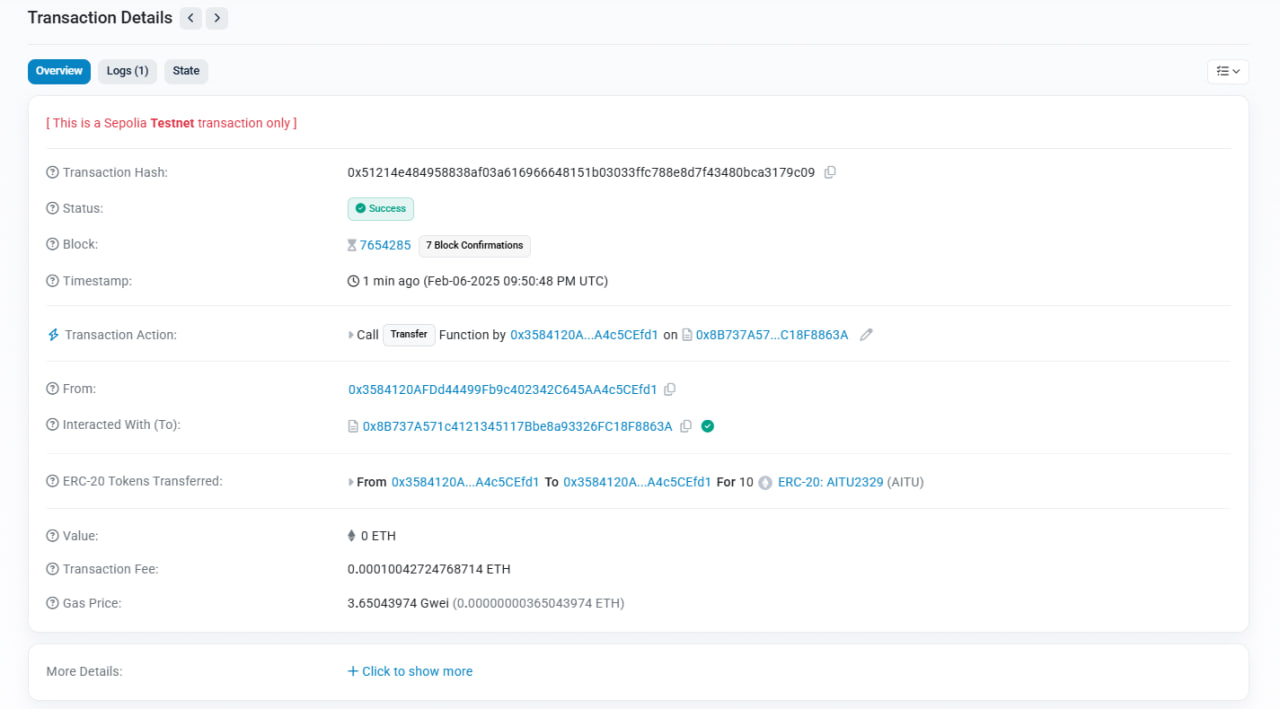 Transaction Details
Overview Logs (1) State
[ This is a Sepolia Testnet transaction only ]
Transaction Hash: 0x51214e484958838af03a616966648151b03033ffc788e8d7f43480bca3179c09
Status: Success
Block: 7654285 7 Block Confirmations
Timestamp: 1 min ago (Feb-06-2025 09:50:48 PM UTC)
Transaction Action: Call Transfer Function by 0x3584120A...A4c5CEfd1 on 0x8B737A57...C18F8863A
From: 0x3584120AFDd44499Fb9c402342C645AA4c5CEfd1
Interacted With (To): 0x8B737A571c4121345117Bbe8a93326FC18F8863A
ERC-20 Tokens Transferred: From 0x3584120A...A4c5CEfd1 To 0x3584120A...A4c5CEfd1 For 10 ERC-20: AITU2329 (AITU)
Value: 0 ETH
Transaction Fee: 0.00010042724768714 ETH
Gas Price: 3.65043974 Gwei (0.00000000365043974 ETH)
More Details: + Click to show more